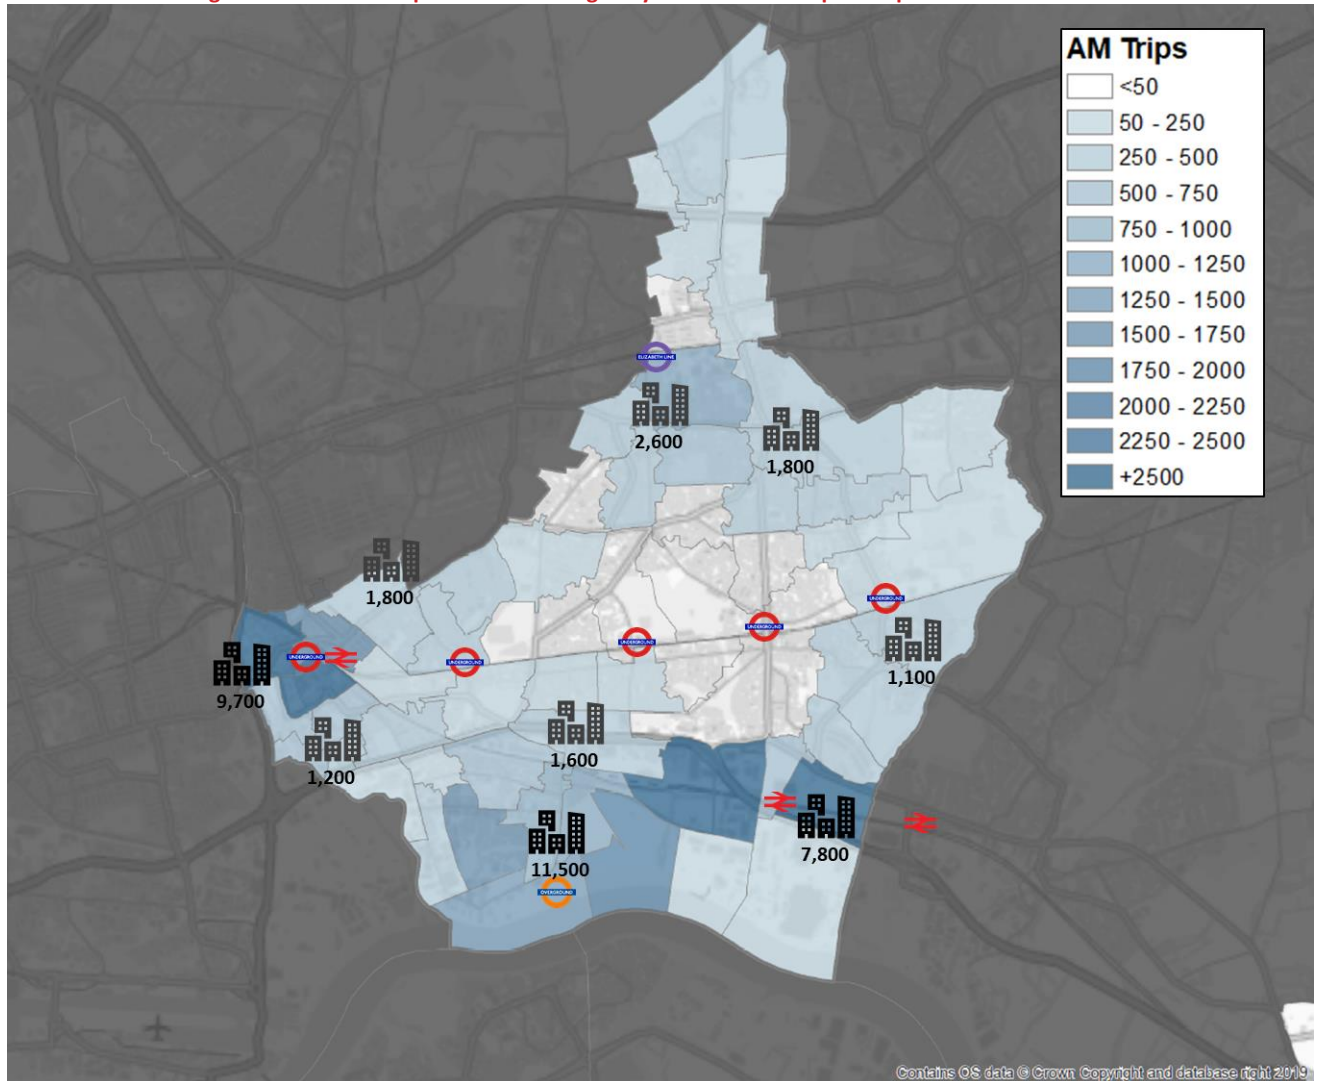 AM Trips
<50
50 - 250
250 - 500
500 - 750
750 - 1000
1000 - 1250
1250 - 1500
1500 - 1750
1750 - 2000
2000 - 2250
2250 - 2500
+2500
ELIZABETH LINE
2,600
1,800
1,800
UNDERGROUND
UNDERGROUND
UNDERGROUND
UNDERGROUND
UNDERGROUND
1,100
9,700
1,200
1,600
7,800
11,500
OVERGROUND
Contains OS data © Crown Copyright and database right 2019